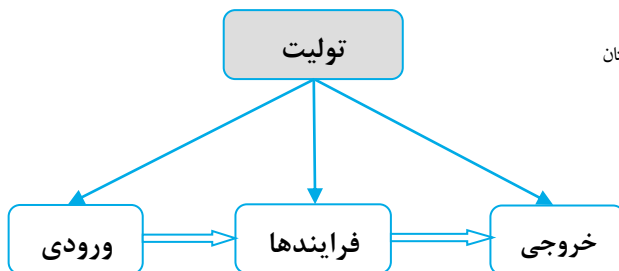 تولیت
ورودی
فرایندها
خروجی